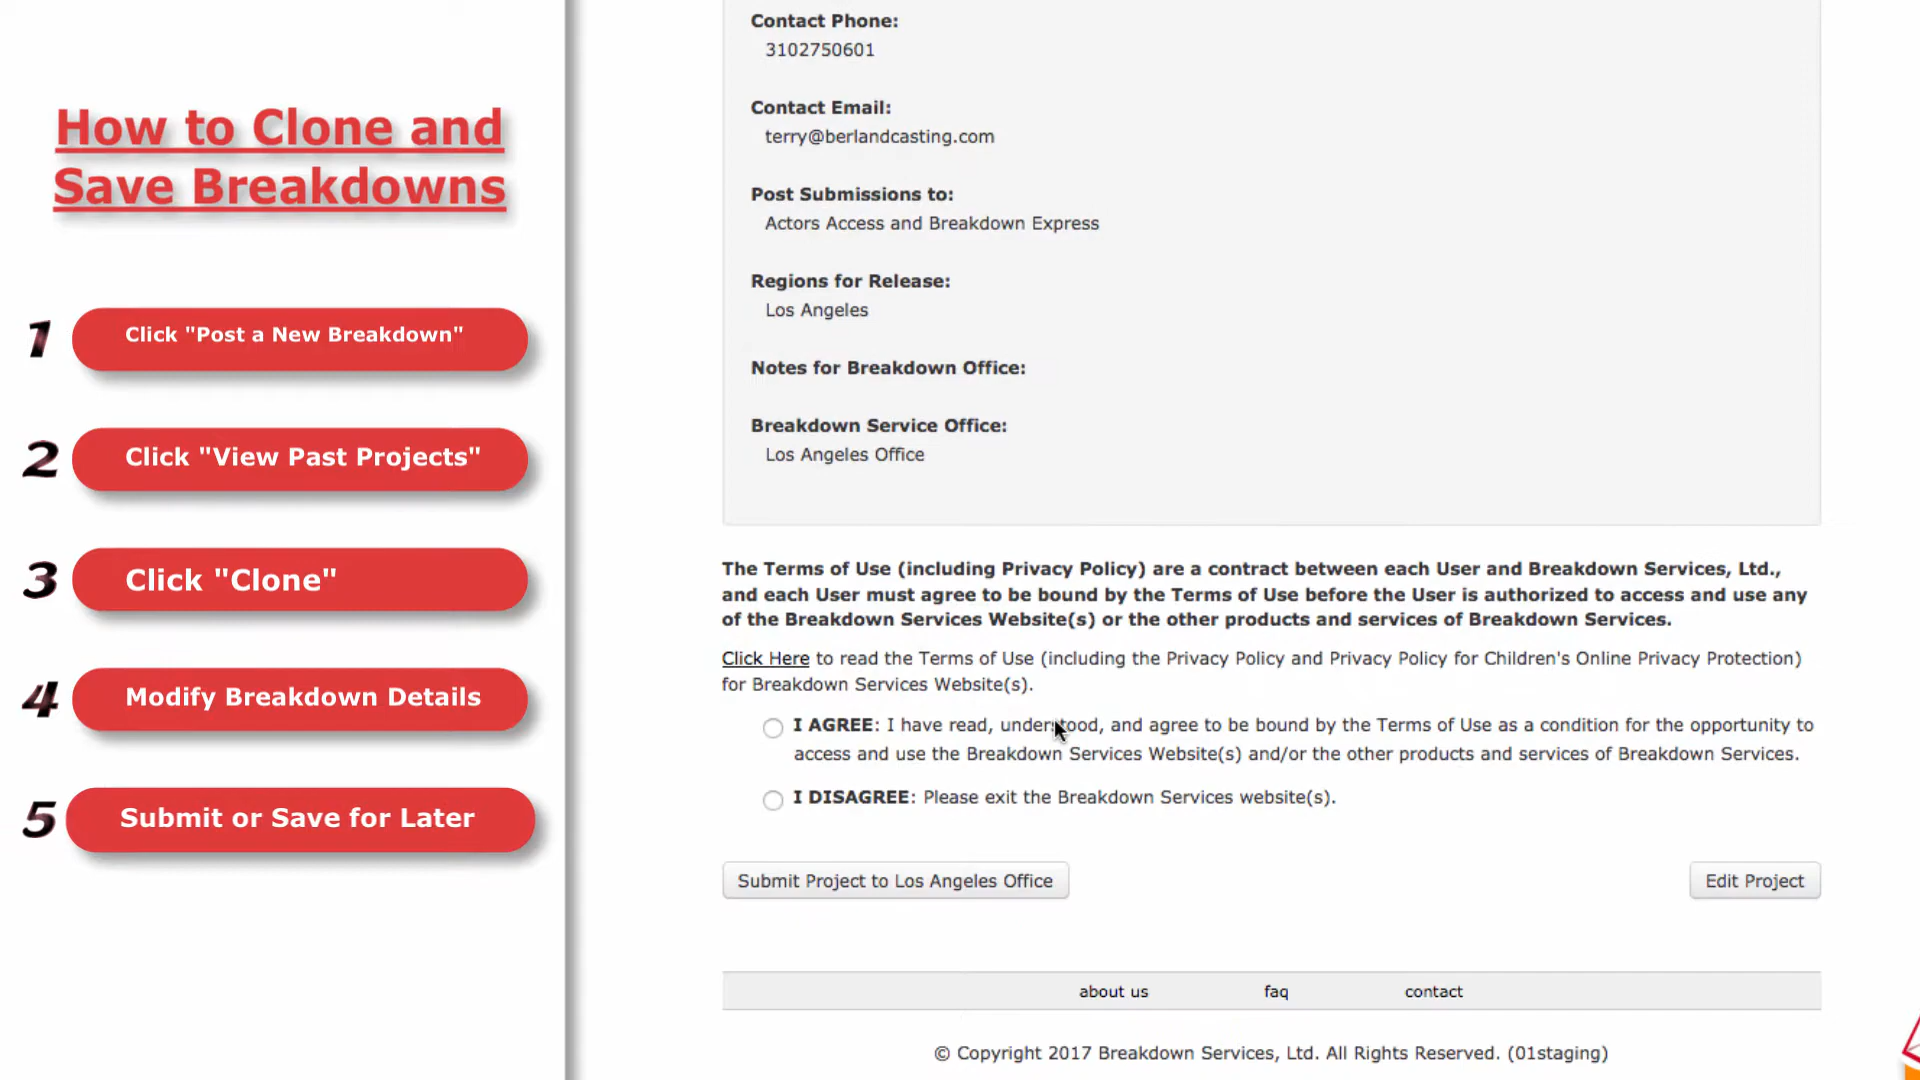 How to Clone and
Save Breakdowns
1 Click "Post a New Breakdown"
2 Click "View Past Projects"
3 Click "Clone"
4 Modify Breakdown Details
5 Submit or Save for Later
Contact Phone:
3102750601
Contact Email:
terry@berlandcasting.com
Post Submissions to:
Actors Access and Breakdown Express
Regions for Release:
Los Angeles
Notes for Breakdown Office:
Breakdown Service Office:
Los Angeles Office
The Terms of Use (including Privacy Policy) are a contract between each User and Breakdown Services, Ltd.,
and each User must agree to be bound by the Terms of Use before the User is authorized to access and use any
of the Breakdown Services Website(s) or the other products and services of Breakdown Services.
Click Here to read the Terms of Use (including the Privacy Policy and Privacy Policy for Children's Online Privacy Protection)
for Breakdown Services Website(s).
I AGREE: I have read, understood, and agree to be bound by the Terms of Use as a condition for the opportunity to
access and use the Breakdown Services Website(s) and/or the other products and services of Breakdown Services.
I DISAGREE: Please exit the Breakdown Services website(s).
Submit Project to Los Angeles Office
Edit Project
about us
faq
contact
© Copyright 2017 Breakdown Services, Ltd. All Rights Reserved. (01staging)